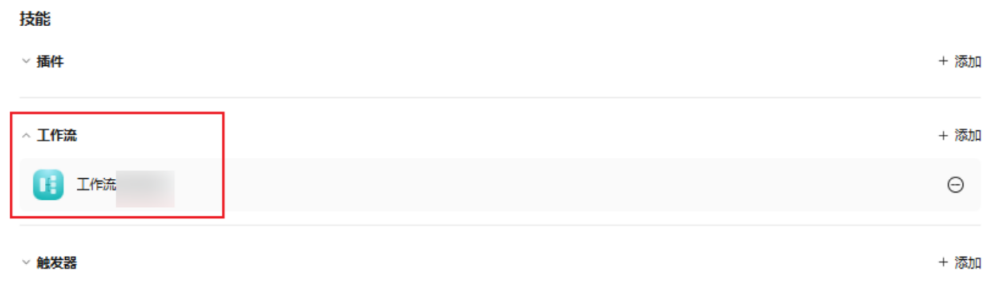 技能
插件 + 添加
工作流 + 添加
工作流
触发器 + 添加